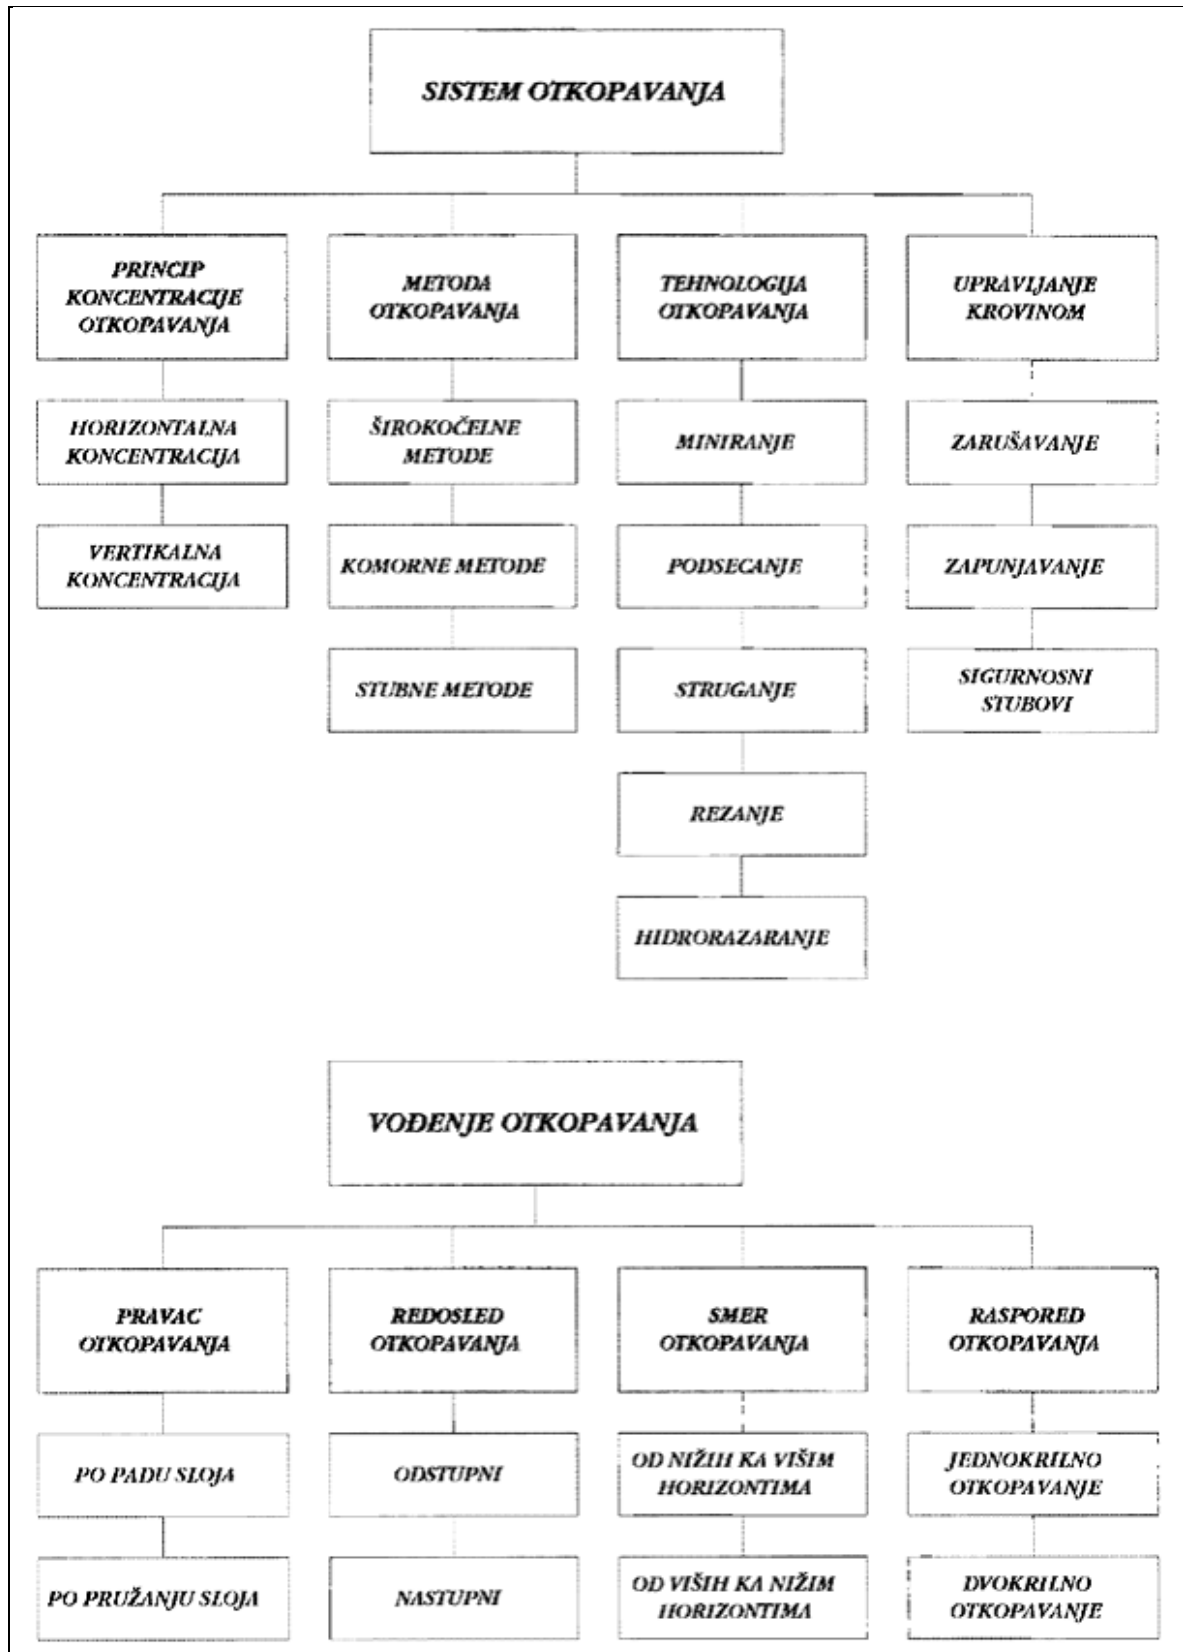 SISTEM OTKOPAVANJA
PRINCIP
KONCENTRACIJE
OTKOPAVANJA
HORIZONTALNA
KONCENTRACIJA
VERTIKALNA
KONCENTRACIJA
METODA
OTKOPAVANJA
ŠIROKOČELNE
METODE
KOMORNE METODE
STUBNE METODE
TEHNOLOGIJA
OTKOPAVANJA
MINIRANJE
PODSECANJE
STRUGANJE
REZANJE
HIDRORAZARANJE
UPRAVLJANJE
KROVINOM
ZARUŠAVANJE
ZAPUNJAVANJE
SIGURNOSNI
STUBOVI
VOĐENJE OTKOPAVANJA
PRAVAC
OTKOPAVANJA
PO PADU SLOJA
PO PRUŽANJU SLOJA
REDOSLED
OTKOPAVANJA
ODSTUPNI
NASTUPNI
SMER
OTKOPAVANJA
OD NIŽIH KA VIŠIM
HORIZONTIMA
OD VIŠIH KA NIŽIM
HORIZONTIMA
RASPORED
OTKOPAVANJA
JEDNOKRILNO
OTKOPAVANJE
DVOKRILNO
OTKOPAVANJE